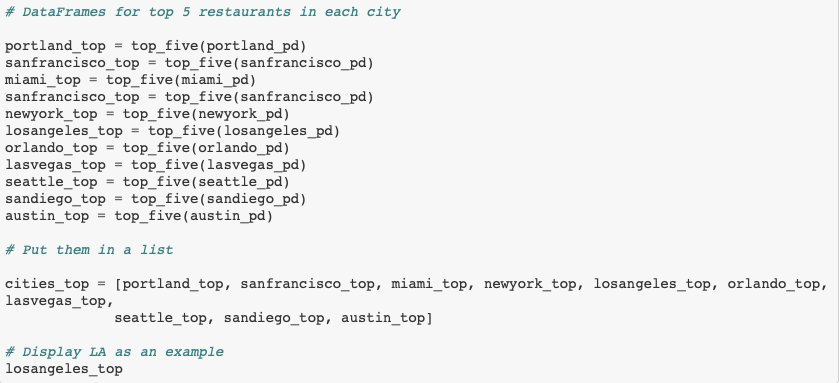 # DataFrames for top 5 restaurants in each city
portland_top = top_five(portland_pd)
sanfrancisco_top = top_five(sanfrancisco_pd)
miami_top = top_five(miami_pd)
sanfrancisco_top = top_five(sanfrancisco_pd)
newyork_top = top_five(newyork_pd)
losangeles_top = top_five(losangeles_pd)
orlando_top = top_five(orlando_pd)
lasvegas_top = top_five(lasvegas_pd)
seattle_top = top_five(seattle_pd)
sandiego_top = top_five(sandiego_pd)
austin_top = top_five(austin_pd)
# Put them in a list
cities_top = [portland_top, sanfrancisco_top, miami_top, newyork_top, losangeles_top, orlando_top,
lasvegas_top,
             seattle_top, sandiego_top, austin_top]
# Display LA as an example
losangeles_top